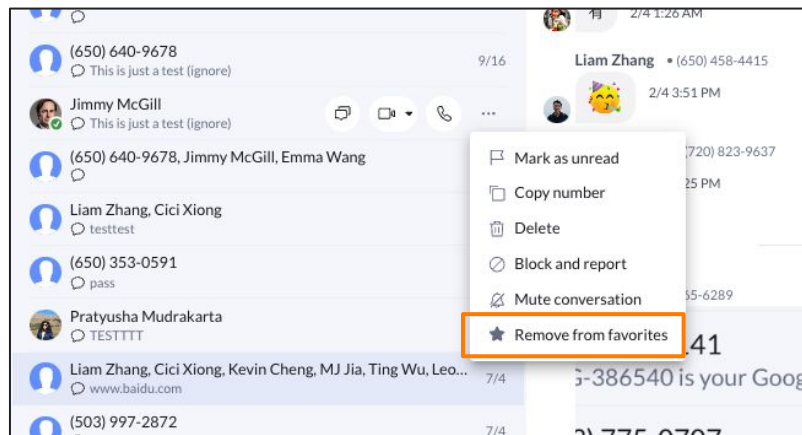 (650) 640-9678
This is just a test (ignore)
9/16
Jimmy McGill
This is just a test (ignore)
(650) 640-9678, Jimmy McGill, Emma Wang
Liam Zhang, Cici Xiong
testtest
(650) 353-0591
pass
Pratyusha Mudrakarta
TESTTTT
Liam Zhang, Cici Xiong, Kevin Cheng, MJ Jia, Ting Wu, Leo...
www.baidu.com
7/4
(503) 997-2872
7/4
Mark as unread
Copy number
Delete
Block and report
Mute conversation
Remove from favorites
有
2/4 1:26 AM
Liam Zhang • (650) 458-4415
2/4 3:51 PM
(720) 823-9637
25 PM
55-6289
41
G-386540 is your Goog